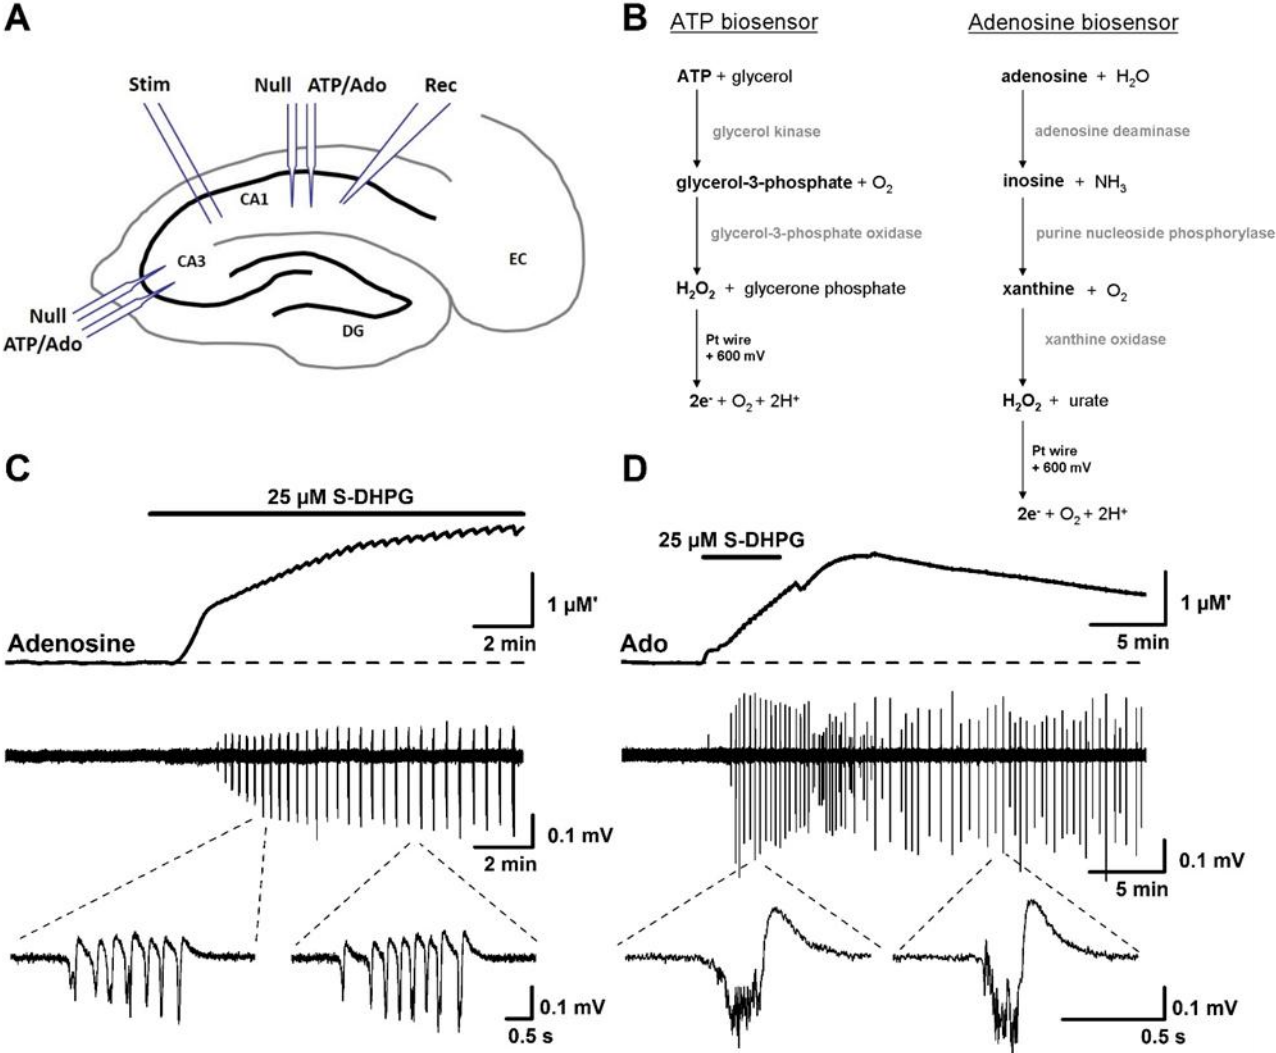 A
Stim
Null
ATP/Ado
Rec
CA1
CA3
EC
DG
Null
ATP/Ado
B
ATP biosensor
ATP + glycerol
glycerol kinase
glycerol-3-phosphate + O2
glycerol-3-phosphate oxidase
H2O2 + glycerone phosphate
Pt wire
+ 600 mV
2e- + O2 + 2H+
Adenosine biosensor
adenosine + H2O
adenosine deaminase
inosine + NH3
purine nucleoside phosphorylase
xanthine + O2
xanthine oxidase
H2O2 + urate
Pt wire
+ 600 mV
2e- + O2 + 2H+
C
25 µM S-DHPG
1 µM'
2 min
Adenosine
0.1 mV
2 min
0.1 mV
0.5 s
D
25 µM S-DHPG
1 µM'
5 min
Ado
0.1 mV
5 min
0.1 mV
0.5 s